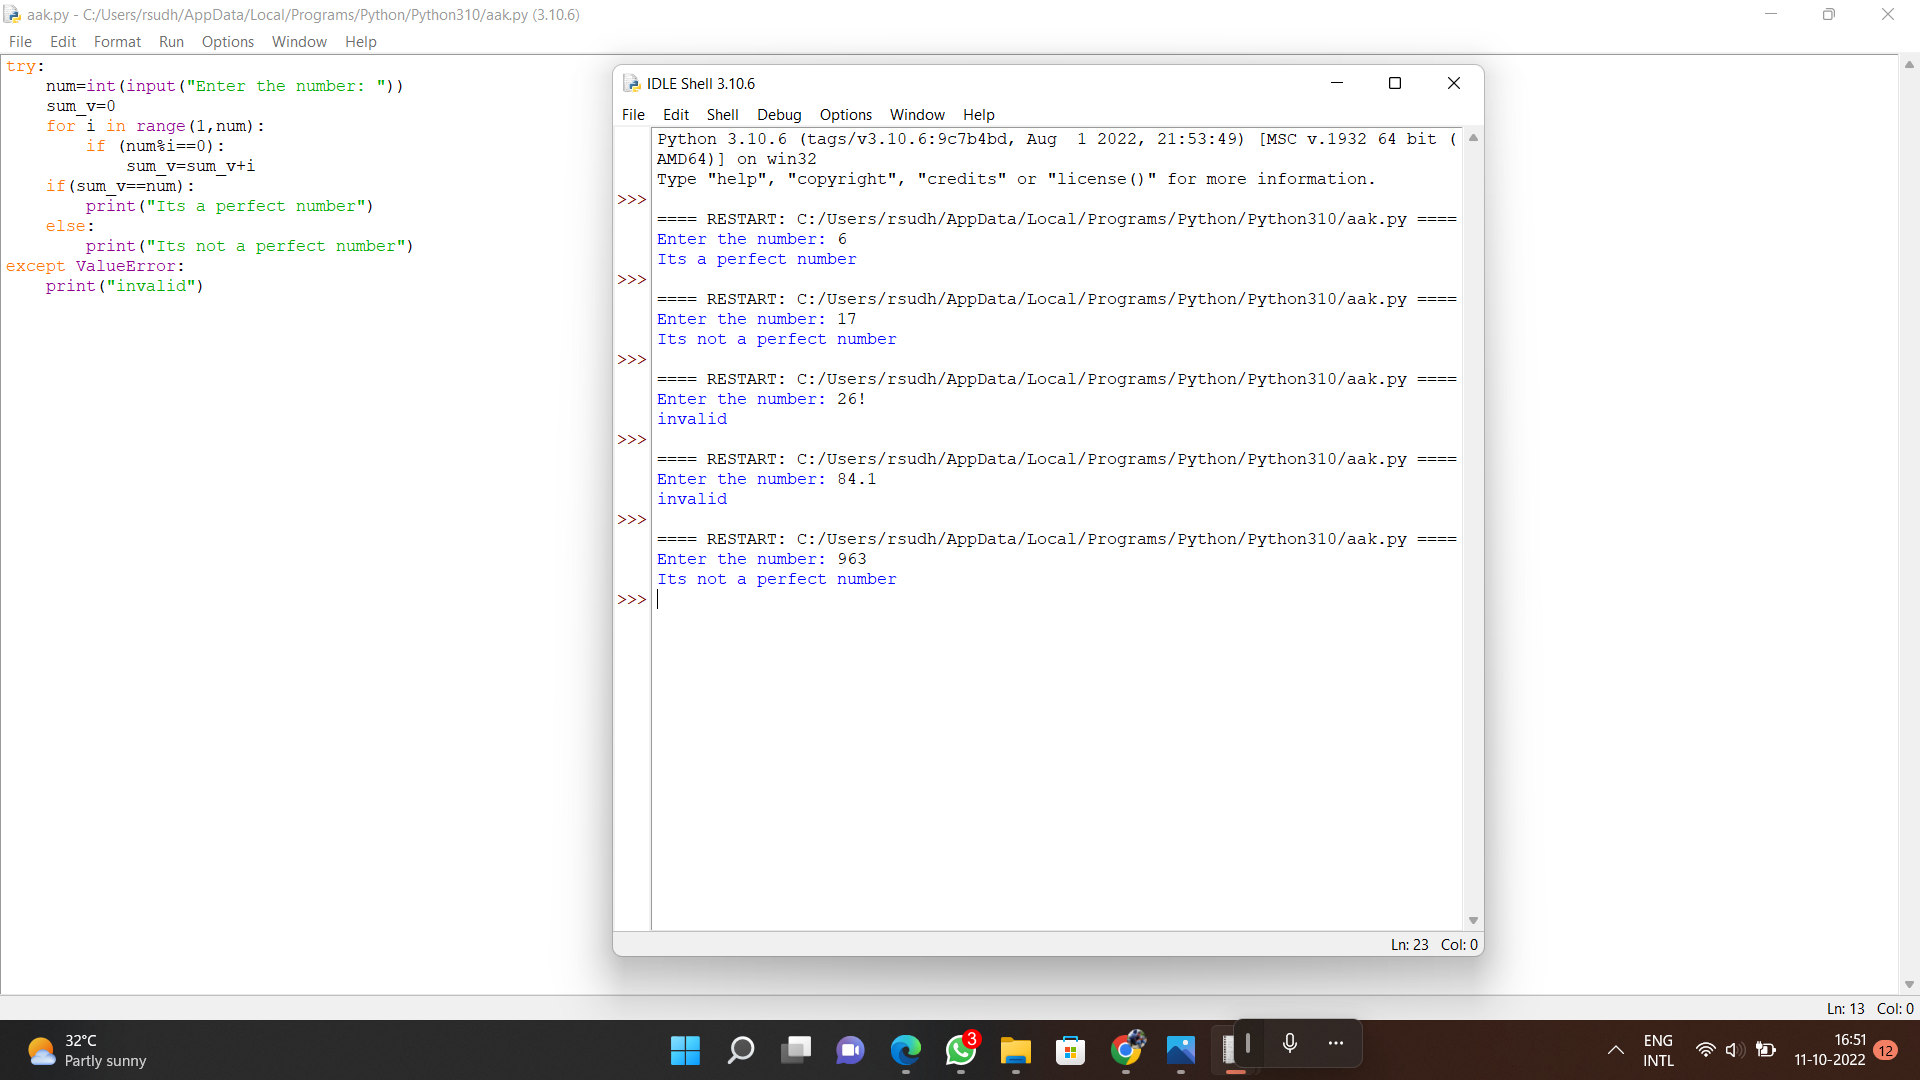 aak.py - C:/Users/rsudh/AppData/Local/Programs/Python/Python310/aak.py (3.10.6)
File Edit Format Run Options Window Help
try:
    num=int(input("Enter the number: "))
    sum_v=0
    for i in range(1,num):
        if (num%i==0):
            sum_v=sum_v+i
    if(sum_v==num):
        print("Its a perfect number")
    else:
        print("Its not a perfect number")
except ValueError:
    print("invalid")
IDLE Shell 3.10.6
File Edit Shell Debug Options Window Help
Python 3.10.6 (tags/v3.10.6:9c7b4bd, Aug  1 2022, 21:53:49) [MSC v.1932 64 bit (
AMD64)] on win32
Type "help", "copyright", "credits" or "license()" for more information.
>>>
==== RESTART: C:/Users/rsudh/AppData/Local/Programs/Python/Python310/aak.py ====
Enter the number: 6
Its a perfect number
>>>
==== RESTART: C:/Users/rsudh/AppData/Local/Programs/Python/Python310/aak.py ====
Enter the number: 17
Its not a perfect number
>>>
==== RESTART: C:/Users/rsudh/AppData/Local/Programs/Python/Python310/aak.py ====
Enter the number: 26!
invalid
>>>
==== RESTART: C:/Users/rsudh/AppData/Local/Programs/Python/Python310/aak.py ====
Enter the number: 84.1
invalid
>>>
==== RESTART: C:/Users/rsudh/AppData/Local/Programs/Python/Python310/aak.py ====
Enter the number: 963
Its not a perfect number
>>>
Ln: 23 Col: 0
Ln: 13 Col: 0
32°C
Partly sunny
3
ENG
INTL
16:51
11-10-2022
12